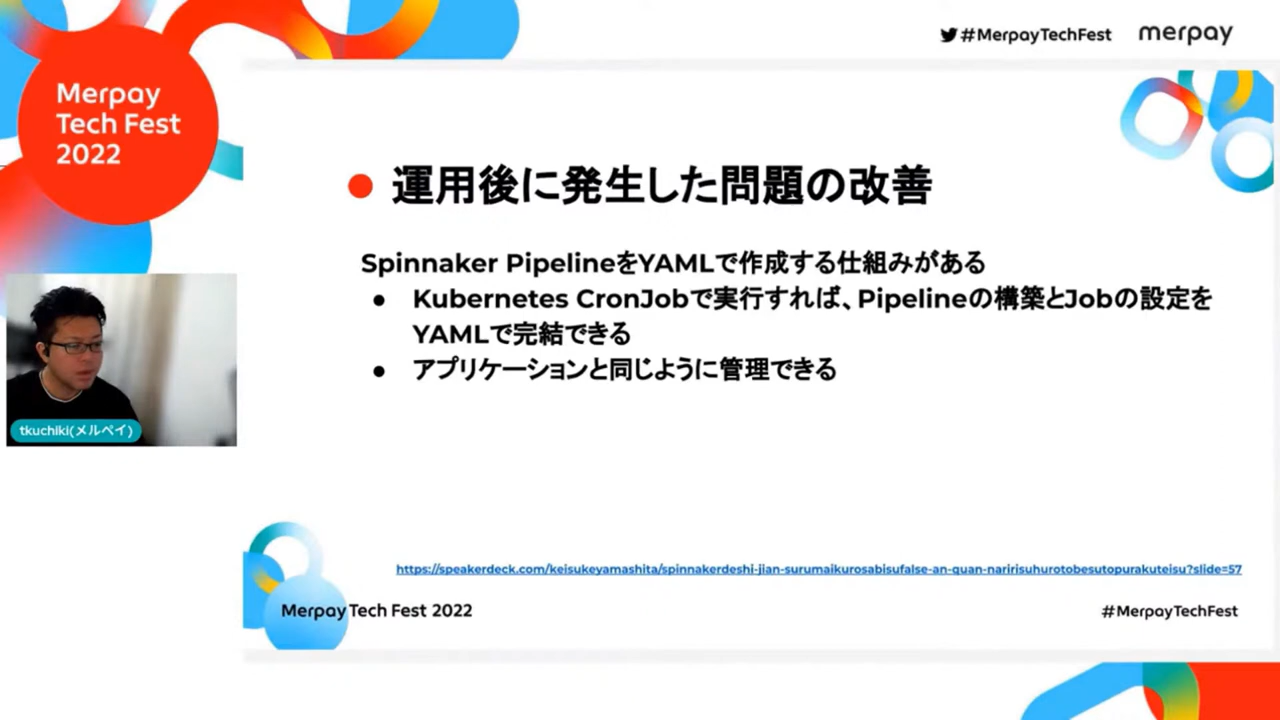 #MerpayTechFest
merpay
Merpay
Tech Fest
2022
運用後に発生した問題の改善
Spinnaker PipelineをYAMLで作成する仕組みがある
● Kubernetes CronJobで実行すれば、Pipelineの構築とJobの設定を
YAMLで完結できる
● アプリケーションと同じように管理できる
tkuchiki(メルペイ)
https://speakerdeck.com/keisukeyamashita/spinnakerdeshi-jian-surumaikurosabisufalse-an-quan-naririsuhurotobesutopurakuteisu?slide=57
Merpay Tech Fest 2022
#MerpayTechFest